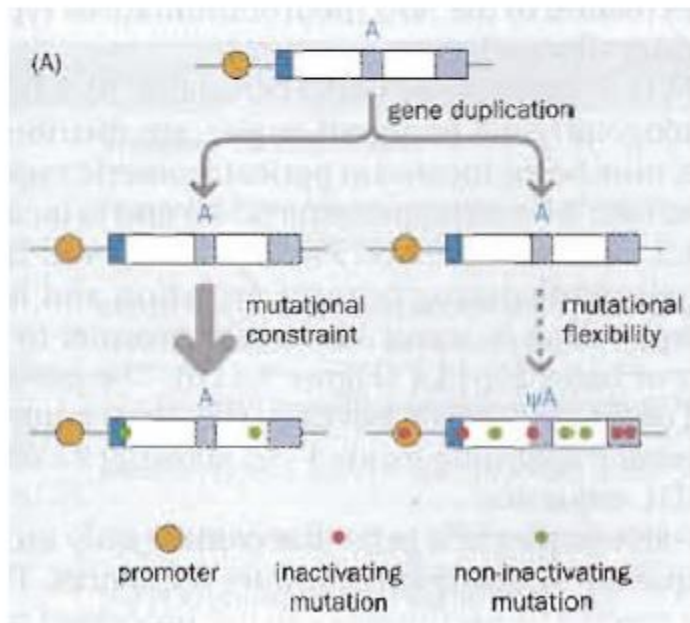 A
(A)
gene duplication
A
A
mutational
constraint
mutational
flexibility
A
ψA
promoter
inactivating
mutation
non-inactivating
mutation